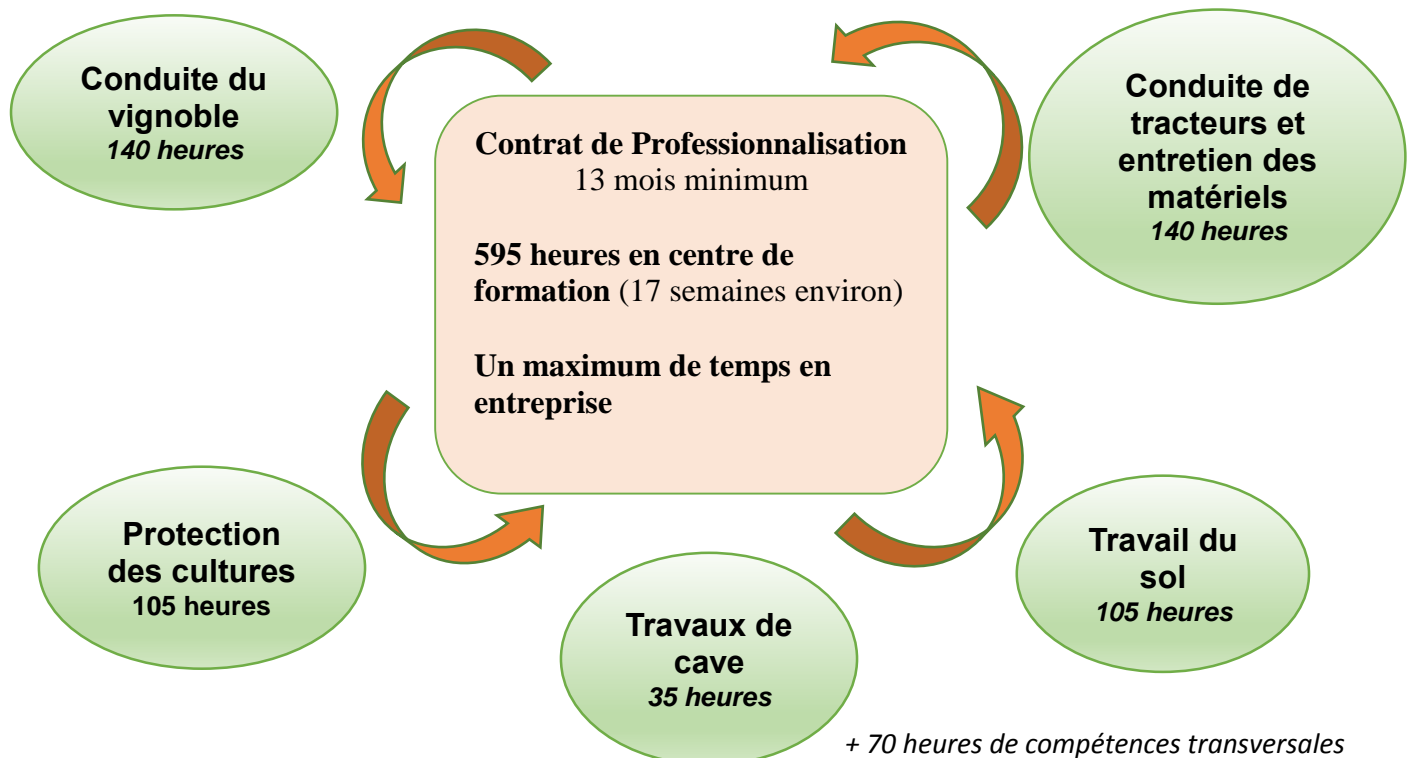 Conduite du
vignoble
140 heures
Contrat de Professionnalisation
13 mois minimum
595 heures en centre de
formation (17 semaines environ)
Un maximum de temps en
entreprise
Conduite de
tracteurs et
entretien des
matériels
140 heures
Protection
des cultures
105 heures
Travaux de
cave
35 heures
Travail du
sol
105 heures
+ 70 heures de compétences transversales